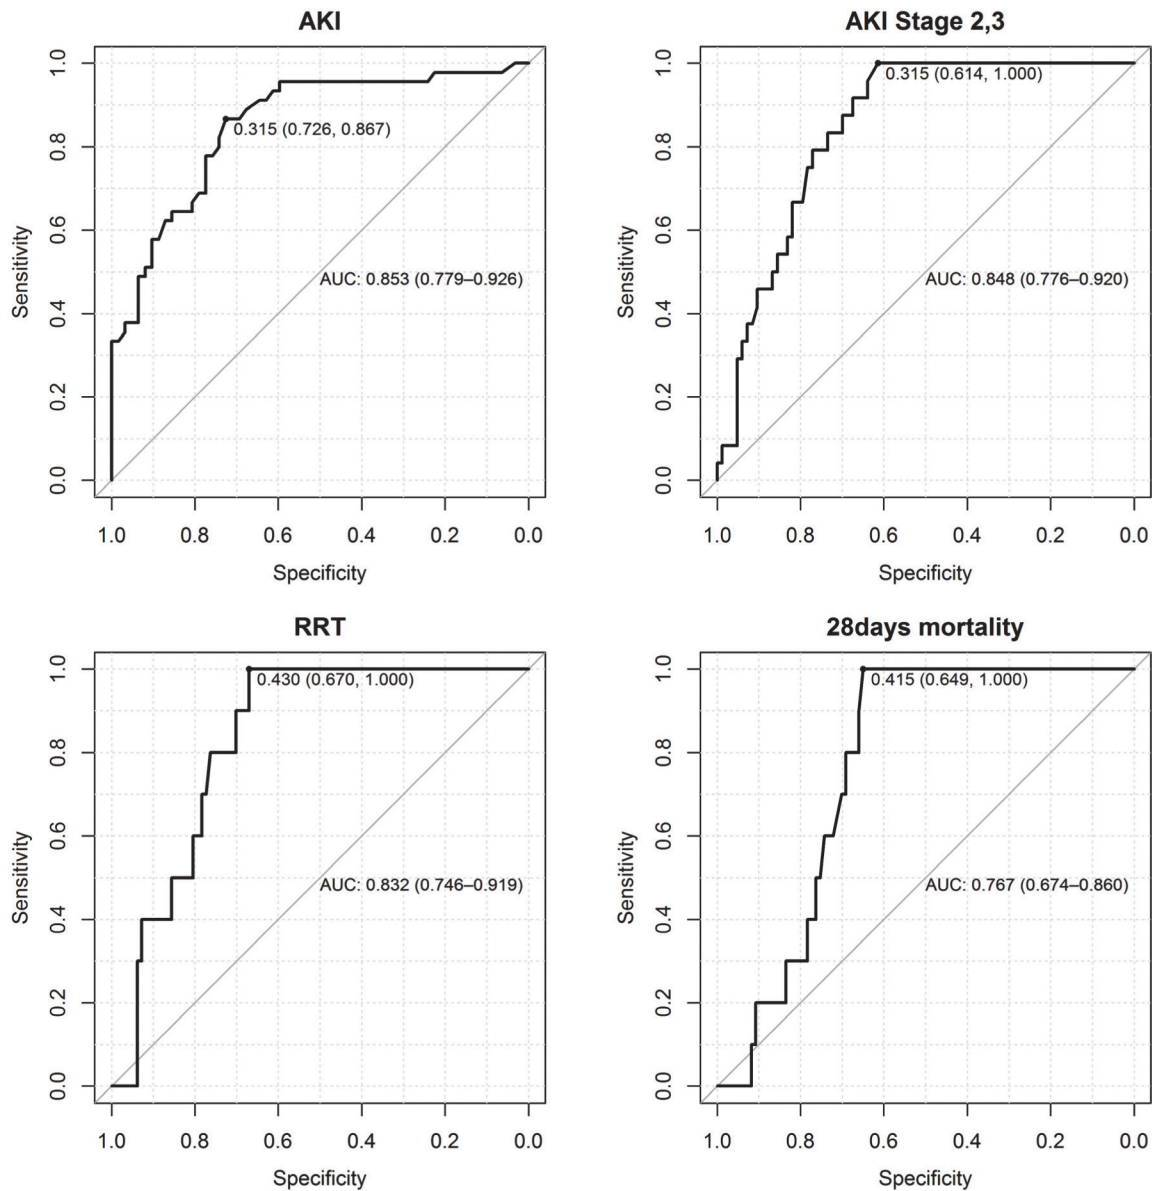 AKI
1.0
0.8
0.6
0.4
0.2
0.0
Sensitivity
0.315 (0.726, 0.867)
AUC: 0.853 (0.779–0.926)
1.0 0.8 0.6 0.4 0.2 0.0
Specificity
AKI Stage 2,3
1.0
0.8
0.6
0.4
0.2
0.0
Sensitivity
0.315 (0.614, 1.000)
AUC: 0.848 (0.776–0.920)
1.0 0.8 0.6 0.4 0.2 0.0
Specificity
RRT
1.0
0.8
0.6
0.4
0.2
0.0
Sensitivity
0.430 (0.670, 1.000)
AUC: 0.832 (0.746–0.919)
1.0 0.8 0.6 0.4 0.2 0.0
Specificity
28days mortality
1.0
0.8
0.6
0.4
0.2
0.0
Sensitivity
0.415 (0.649, 1.000)
AUC: 0.767 (0.674–0.860)
1.0 0.8 0.6 0.4 0.2 0.0
Specificity